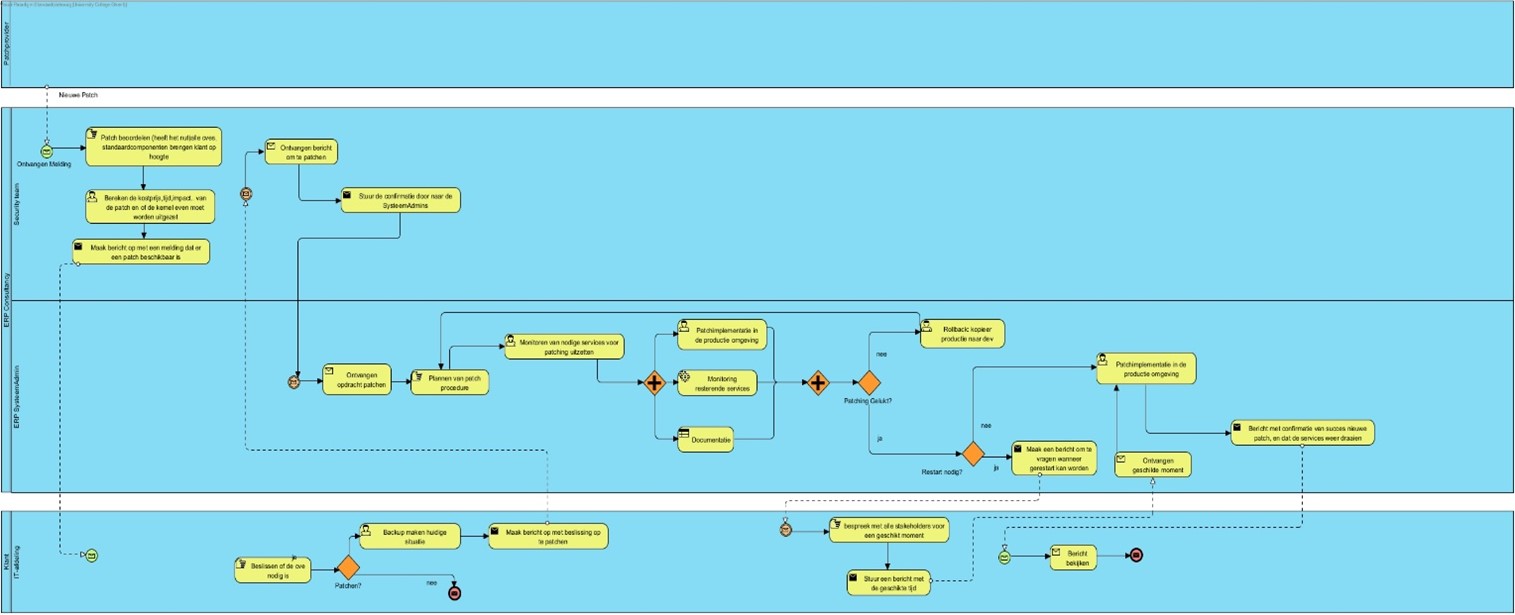 Patchprovider
Nieuwe Patch
ERP Consultancy
Security team
Ontvangen Melding
Patch beoordelen (heeft het nut)alle cves,
standaardcomponenten brengen klant op
hoogte
Bereken de kostprijs,tijd,impact.. van
de patch en of de kernel even moet
worden uitgezet
Maak bericht op met een melding dat er
een patch beschikbaar is
Ontvangen bericht
om te patchen
Stuur de confirmatie door naar de
SysteemAdmins
ERP SysteemAdmin
Ontvangen
opdracht patchen
Plannen van patch
procedure
Monitoren van nodige services voor
patching uitzetten
Patchimplementatie in
de productie omgeving
Monitoring
resterende services
Documentatie
Patching Gelukt?
nee
ja
Rollback: kopieer
productie naar dev
Restart nodig?
nee
ja
Maak een bericht om te
vragen wanneer
gerestart kan worden
Patchimplementatie in de
productie omgeving
Ontvangen
geschikte moment
Bericht met confirmatie van succes nieuwe
patch, en dat de services weer draaien
Klant
IT-afdeling
Beslissen of de cve
nodig is
ja
Patchen?
nee
Backup maken huidige
situatie
Maak bericht op met beslissing op
te patchen
bespreek met alle stakeholders voor
een geschikt moment
Stuur een bericht met
de geschikte tijd
Bericht
bekijken